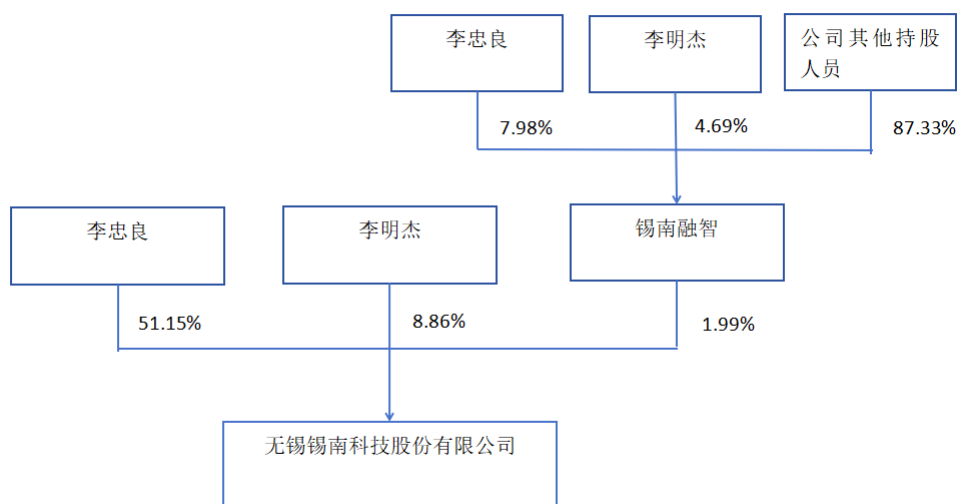 李忠良
李明杰
公司其他持股
人员
7.98%
4.69%
87.33%
李忠良
李明杰
锡南融智
51.15%
8.86%
1.99%
无锡锡南科技股份有限公司